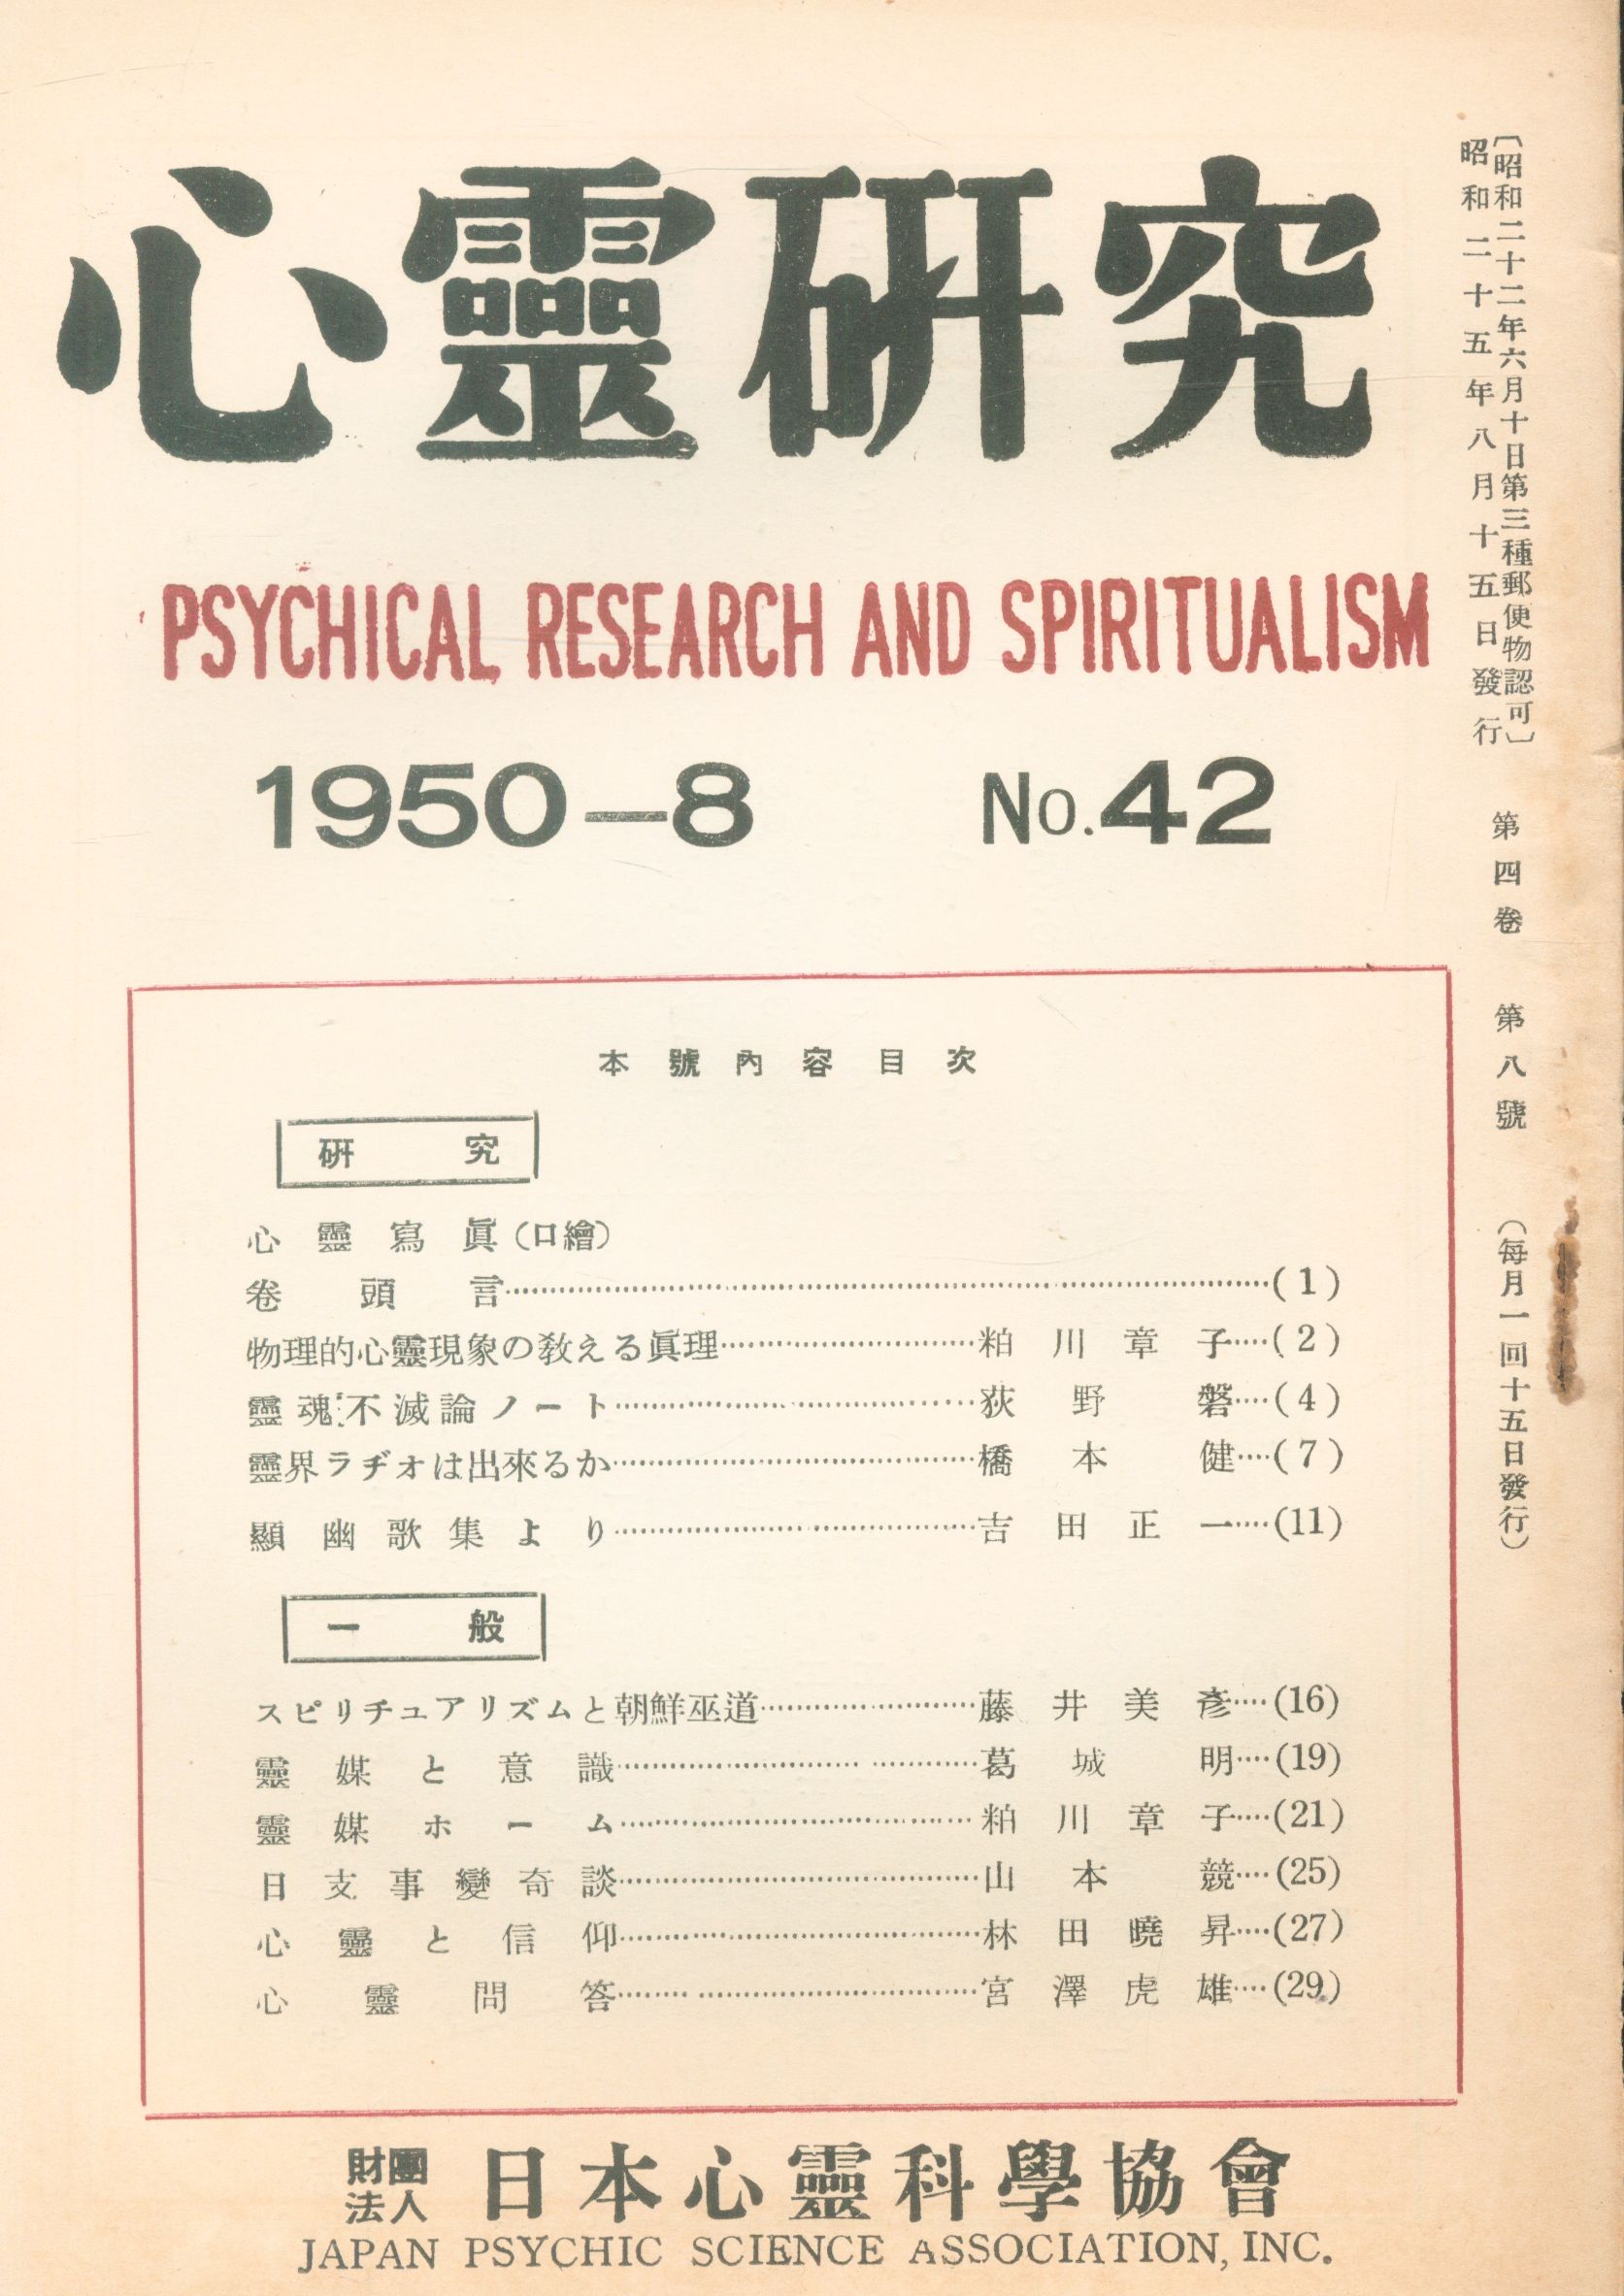 心靈硏究
PSYCHICAL RESEARCH AND SPIRITUALISM
1950—8 No.42
〔昭和二十二年六月十日第三種郵便物認可〕
昭和二十五年八月十五日發行
第四卷 第八號 (每月一回十五日發行)
本號內容目次
硏究
心靈寫眞(口繪)
卷頭言……(1)
物理的心靈現象の敎える眞理……粕川章子…(2)
靈魂不滅論ノート……荻野磐…(4)
靈界ラヂオは出來るか……橋本健…(7)
顯幽歌集より……吉田正一…(11)
一般
スピリチュアリズムと朝鮮巫道……藤井美彥…(16)
靈媒と意識……葛城明…(19)
靈媒ホーム……粕川章子…(21)
日支事變奇談……山本競…(25)
心靈と信仰……林田曉昇…(27)
心靈問答……宮澤虎雄…(29)
財團法人 日本心靈科學協會
JAPAN PSYCHIC SCIENCE ASSOCIATION, INC.